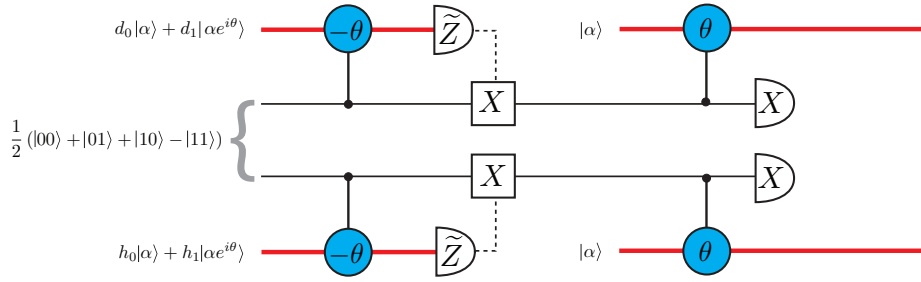 d₀|α⟩ + d₁|αe^{iθ}⟩ −θ Z̃ |α⟩ θ
X X
1/2 (|00⟩ + |01⟩ + |10⟩ − |11⟩) {
X X
h₀|α⟩ + h₁|αe^{iθ}⟩ −θ Z̃ |α⟩ θ